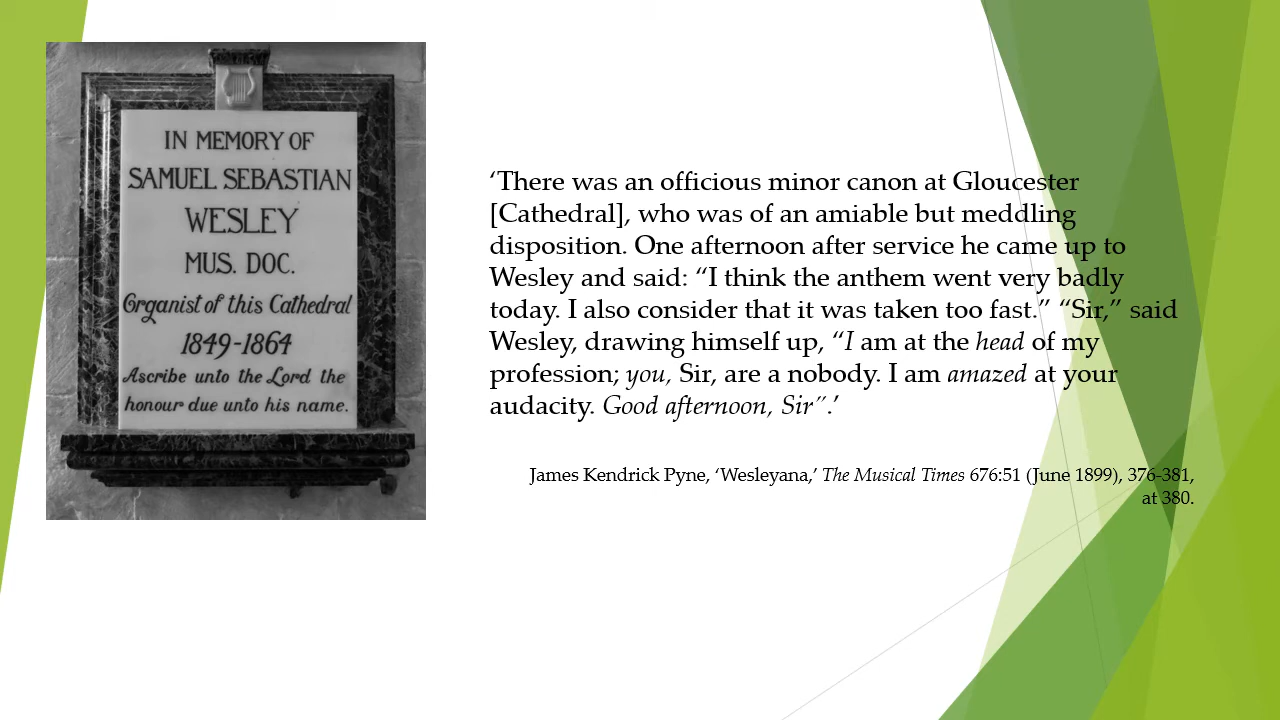 IN MEMORY OF
SAMUEL SEBASTIAN
WESLEY
MUS. DOC.
Organist of this Cathedral
1849-1864
Ascribe unto the Lord the
honour due unto his name.
‘There was an officious minor canon at Gloucester
[Cathedral], who was of an amiable but meddling
disposition. One afternoon after service he came up to
Wesley and said: “I think the anthem went very badly
today. I also consider that it was taken too fast.” “Sir,” said
Wesley, drawing himself up, “I am at the head of my
profession; you, Sir, are a nobody. I am amazed at your
audacity. Good afternoon, Sir”.’
James Kendrick Pyne, ‘Wesleyana,’ The Musical Times 676:51 (June 1899), 376-381,
at 380.